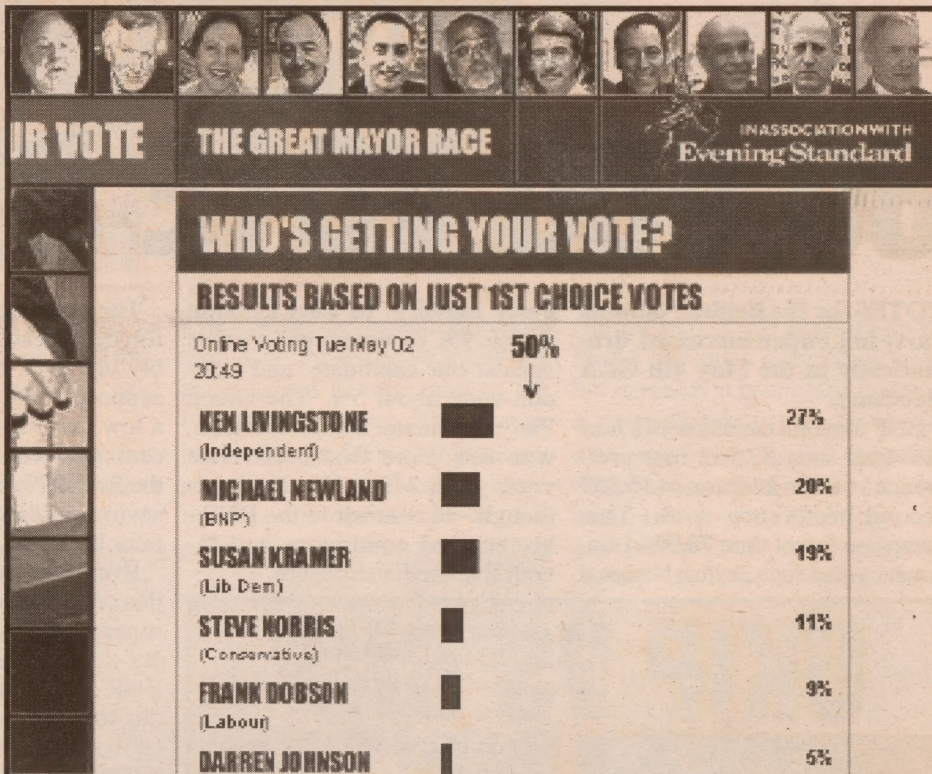 UR VOTE
THE GREAT MAYOR RACE
IN ASSOCIATION WITH
Evening Standard
WHO'S GETTING YOUR VOTE?
RESULTS BASED ON JUST 1ST CHOICE VOTES
Online Voting Tue May 02
20:49
50%
KEN LIVINGSTONE 27%
(Independent)
MICHAEL NEWLAND 20%
(BNP)
SUSAN KRAMER 19%
(Lib Dem)
STEVE NORRIS 11%
(Conservative)
FRANK DOBSON 9%
(Labour)
DARREN JOHNSON 5%